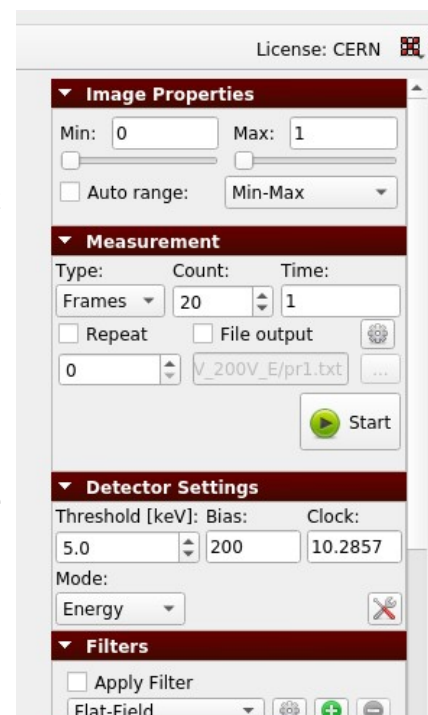 License: CERN
Image Properties
Min: 0 Max: 1
Auto range: Min-Max
Measurement
Type: Count: Time:
Frames 20 1
Repeat File output
0 V_200V_E/pr1.txt ...
Start
Detector Settings
Threshold [keV]: Bias: Clock:
5.0 200 10.2857
Mode:
Energy
Filters
Apply Filter
Flat-Field